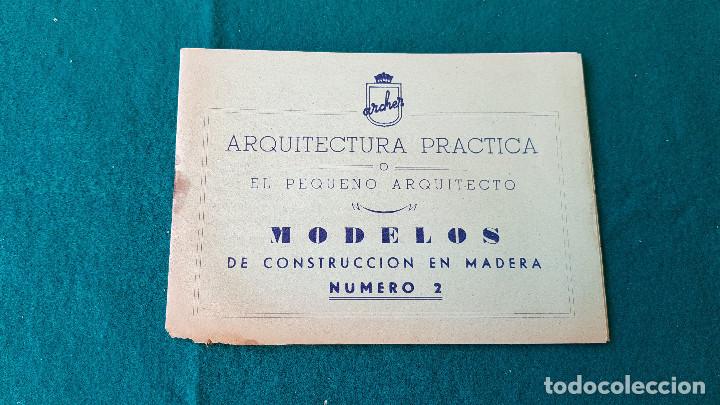 archer
ARQUITECTURA PRACTICA
O
EL PEQUENO ARQUITECTO
MODELOS
DE CONSTRUCCION EN MADERA
NUMERO 2
todocoleccion